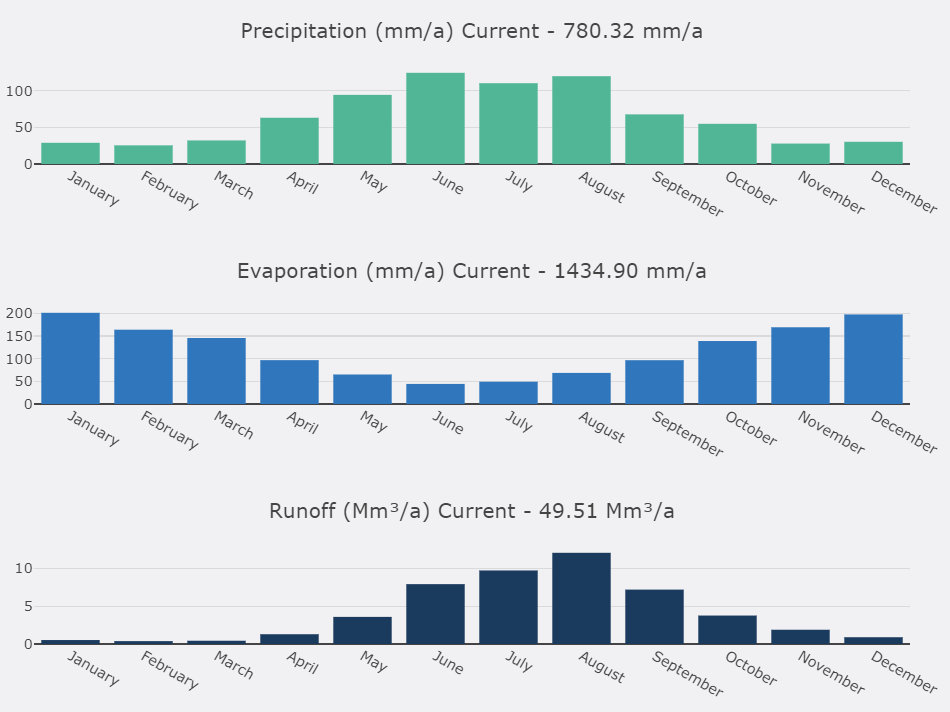 Precipitation (mm/a) Current - 780.32 mm/a
100
50
0
January February March April May June July August September October November December
Evaporation (mm/a) Current - 1434.90 mm/a
200
150
100
50
0
January February March April May June July August September October November December
Runoff (Mm³/a) Current - 49.51 Mm³/a
10
5
0
January February March April May June July August September October November December